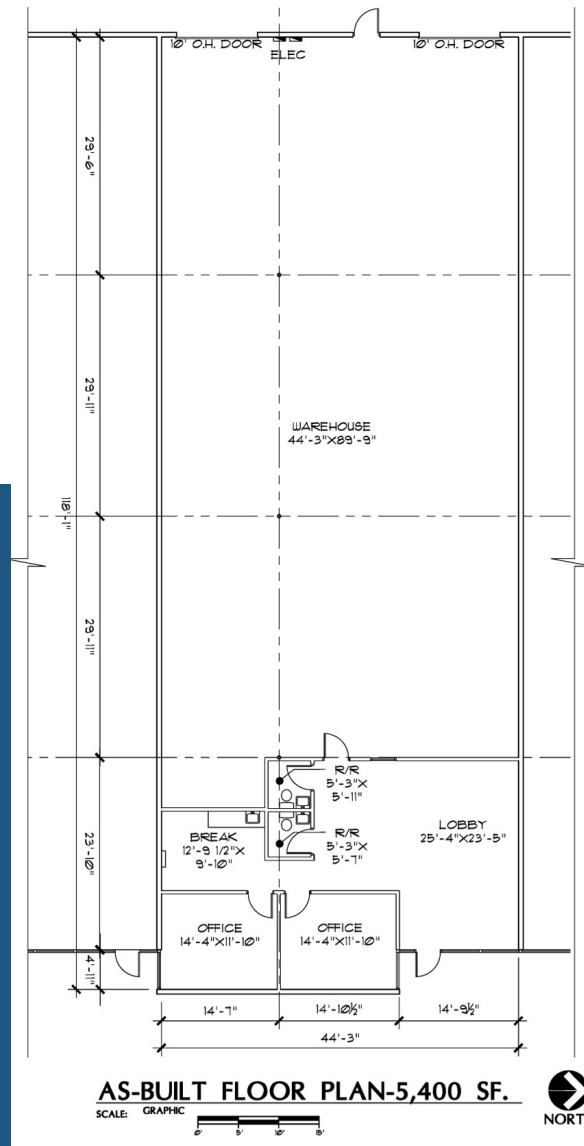 10' O.H. DOOR
ELEC
10' O.H. DOOR
29'-6"
29'-11"
WAREHOUSE
44'-3"X89'-9"
118'-1"
29'-11"
R/R
5'-3"X
5'-11"
BREAK
12'-9 1/2"X
9'-10"
R/R
5'-3"X
5'-7"
LOBBY
25'-4"X23'-5"
23'-10"
OFFICE
14'-4"X11'-10"
OFFICE
14'-4"X11'-10"
4'-11"
14'-7"
14'-10½"
14'-9½"
44'-3"
AS-BUILT FLOOR PLAN-5,400 SF.
SCALE: GRAPHIC
0' 5' 10' 15'
NORT